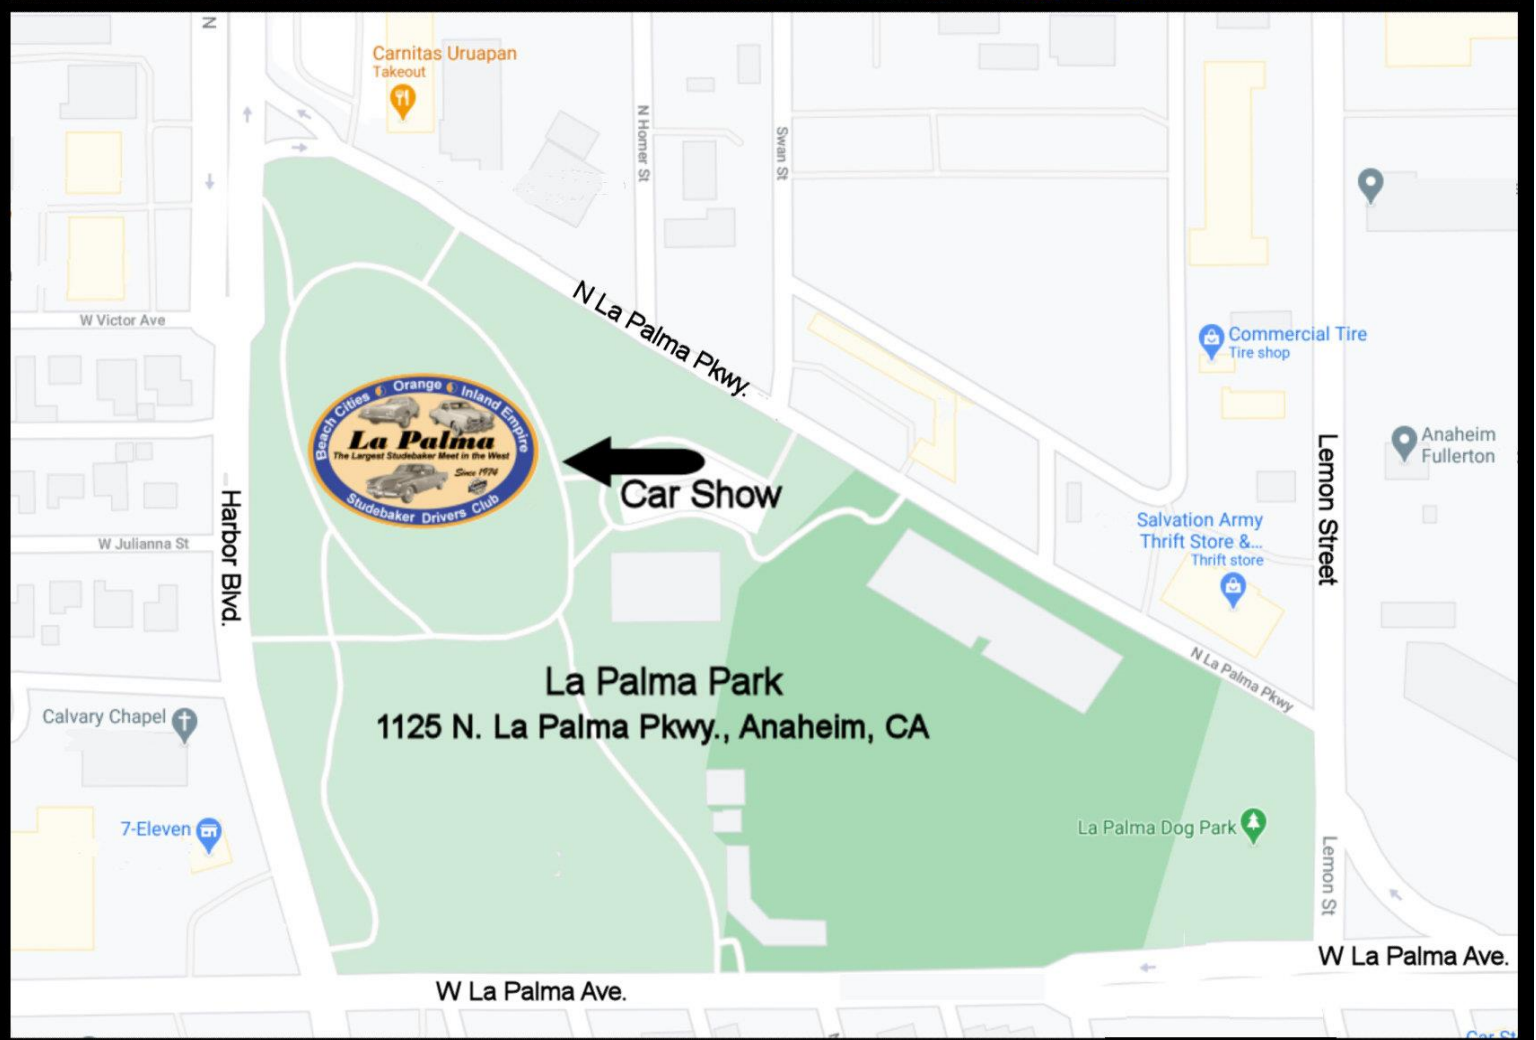 N
Carnitas Uruapan
Takeout
N Homer St
Swan St
W Victor Ave
N La Palma Pkwy.
Commercial Tire
Tire shop
Beach Cities Orange Inland Empire
La Palma
The Largest Studebaker Meet in the West
Since 1974
Studebaker Drivers Club
Car Show
Anaheim
Fullerton
Lemon Street
Harbor Blvd.
W Julianna St
Salvation Army
Thrift Store &...
Thrift store
N La Palma Pkwy
La Palma Park
1125 N. La Palma Pkwy., Anaheim, CA
Calvary Chapel
7-Eleven
La Palma Dog Park
Lemon St
W La Palma Ave.
W La Palma Ave.